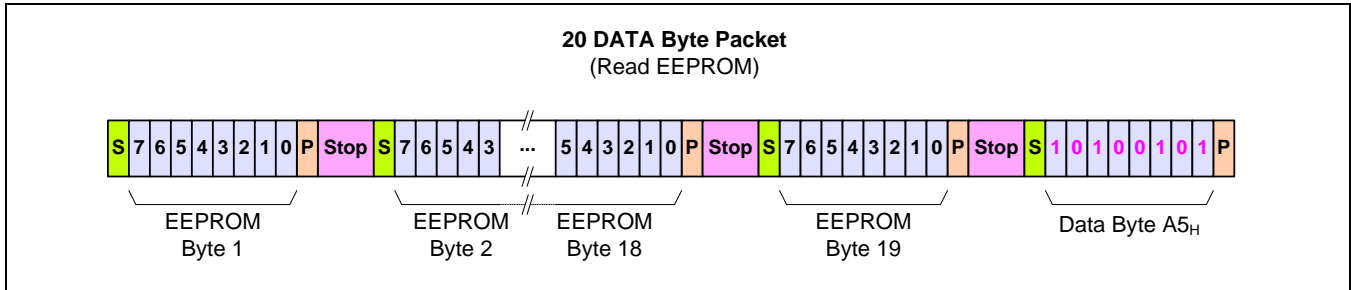 20 DATA Byte Packet
(Read EEPROM)
S 7 6 5 4 3 2 1 0 P Stop S 7 6 5 4 3 ... 5 4 3 2 1 0 P Stop S 7 6 5 4 3 2 1 0 P Stop S 1 0 1 0 0 1 0 1 P
EEPROM EEPROM EEPROM EEPROM Data Byte A5H
Byte 1 Byte 2 Byte 18 Byte 19